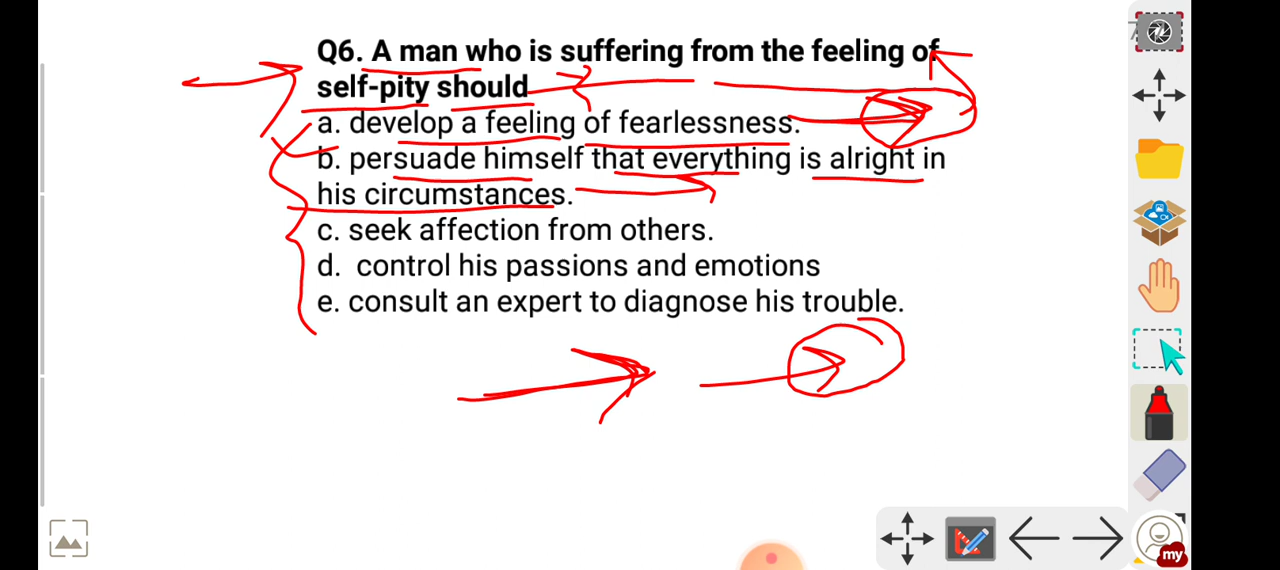 Q6. A man who is suffering from the feeling of
self-pity should
a. develop a feeling of fearlessness.
b. persuade himself that everything is alright in
his circumstances.
c. seek affection from others.
d. control his passions and emotions
e. consult an expert to diagnose his trouble.
my